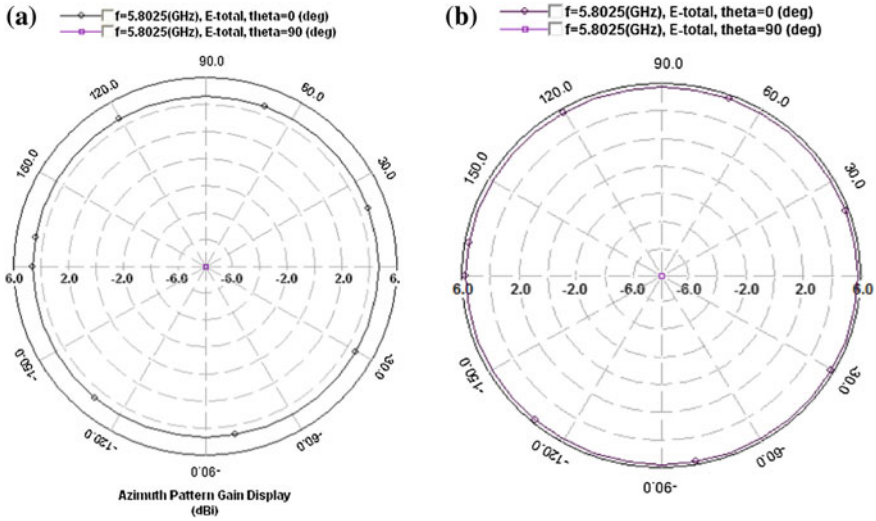 (a)
f=5.8025(GHz), E-total, theta=0 (deg)
f=5.8025(GHz), E-total, theta=90 (deg)
90.0
120.0
60.0
150.0
30.0
6.0 2.0 -2.0 -6.0 -6.0 -2.0 2.0 6.
-150.0
-30.0
-120.0
-60.0
-90.0
Azimuth Pattern Gain Display
(dBi)
(b)
f=5.8025(GHz), E-total, theta=0 (deg)
f=5.8025(GHz), E-total, theta=90 (deg)
90.0
120.0
60.0
150.0
30.0
6.0 2.0 -2.0 -6.0 -6.0 -2.0 2.0 6.0
-150.0
-30.0
-120.0
-60.0
-90.0